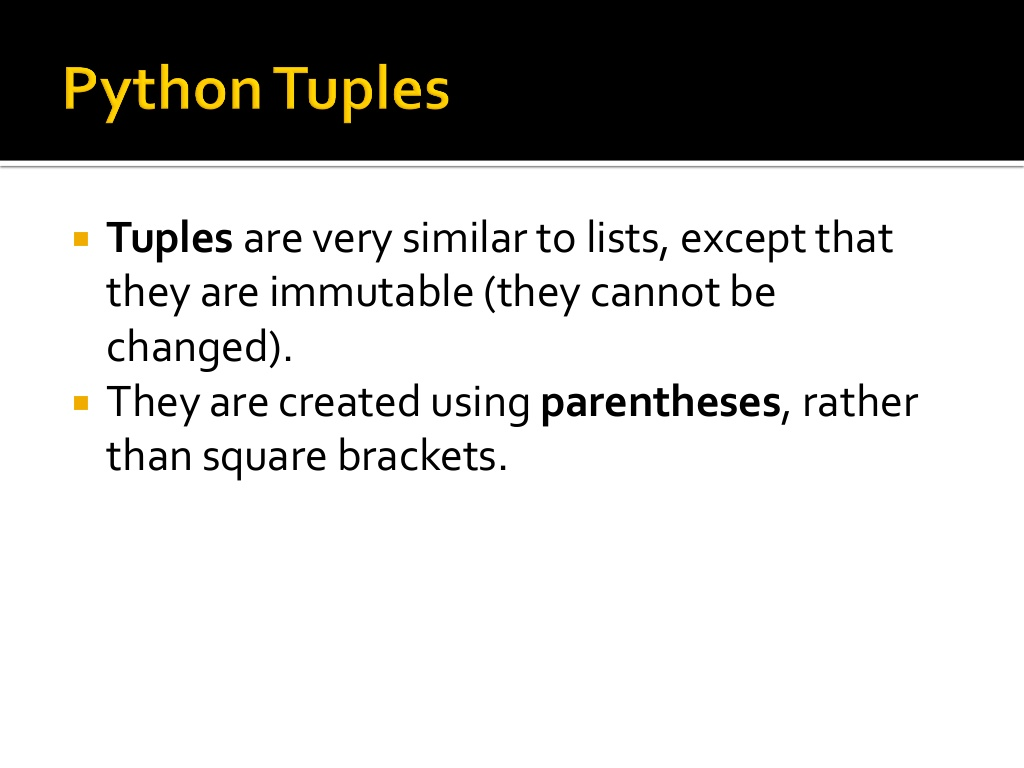 Python Tuples
Tuples are very similar to lists, except that
they are immutable (they cannot be
changed).
They are created using parentheses, rather
than square brackets.